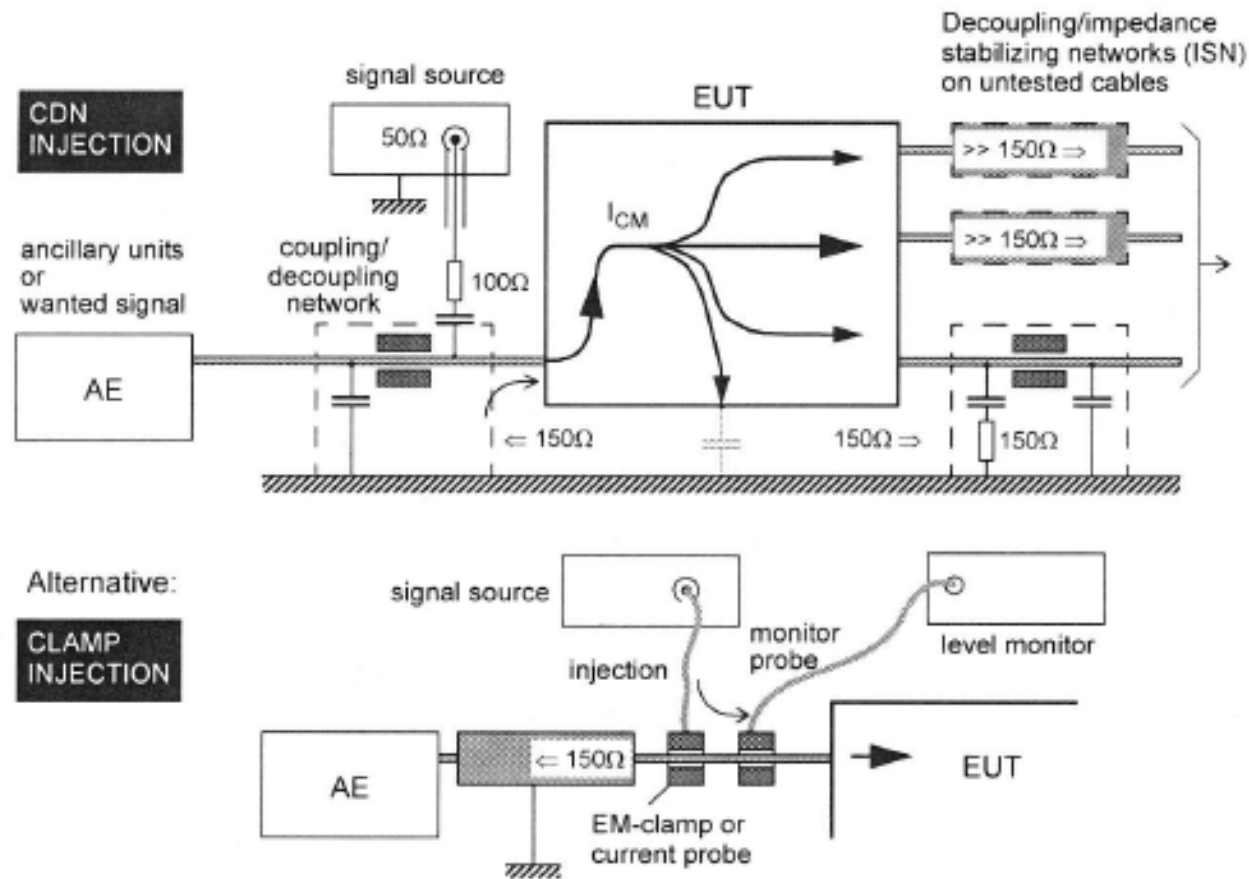 Decoupling/impedance
stabilizing networks (ISN)
on untested cables
signal source
EUT
CDN
INJECTION
50Ω
>> 150Ω ⇒
ancillary units
or
wanted signal
coupling/
decoupling
network
100Ω
I_CM
>> 150Ω ⇒
AE
⇐ 150Ω
150Ω ⇒
150Ω
Alternative:
signal source
CLAMP
INJECTION
injection
monitor
probe
level monitor
AE
⇐ 150Ω
EUT
EM-clamp or
current probe